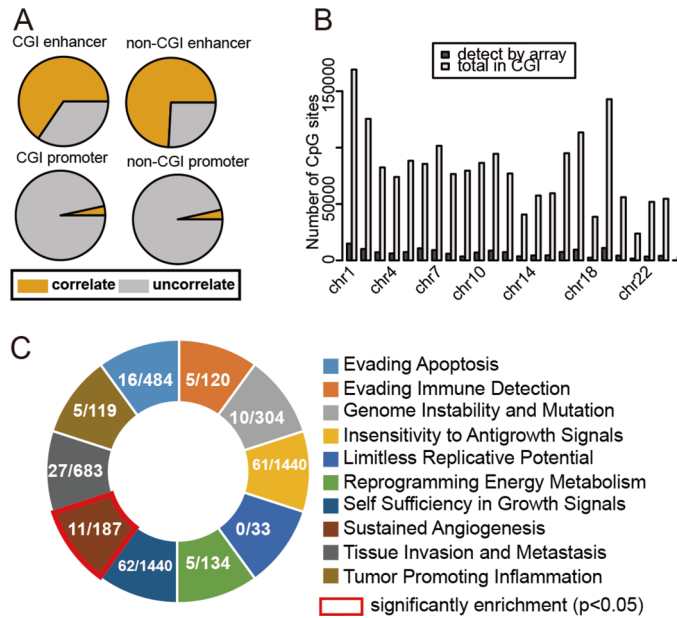 A
CGI enhancer
non-CGI enhancer
CGI promoter
non-CGI promoter
correlate
uncorrelate
B
detect by array
total in CGI
Number of CpG sites
150000
50000
0
chr1
chr4
chr7
chr10
chr14
chr18
chr22
C
16/484
5/120
10/304
61/1440
0/33
5/134
62/1440
11/187
27/683
5/119
Evading Apoptosis
Evading Immune Detection
Genome Instability and Mutation
Insensitivity to Antigrowth Signals
Limitless Replicative Potential
Reprogramming Energy Metabolism
Self Sufficiency in Growth Signals
Sustained Angiogenesis
Tissue Invasion and Metastasis
Tumor Promoting Inflammation
significantly enrichment (p<0.05)